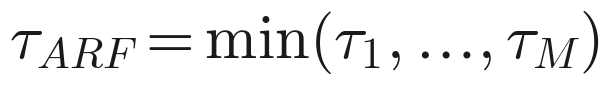 τ_{ARF} = min(τ_1, ..., τ_M)